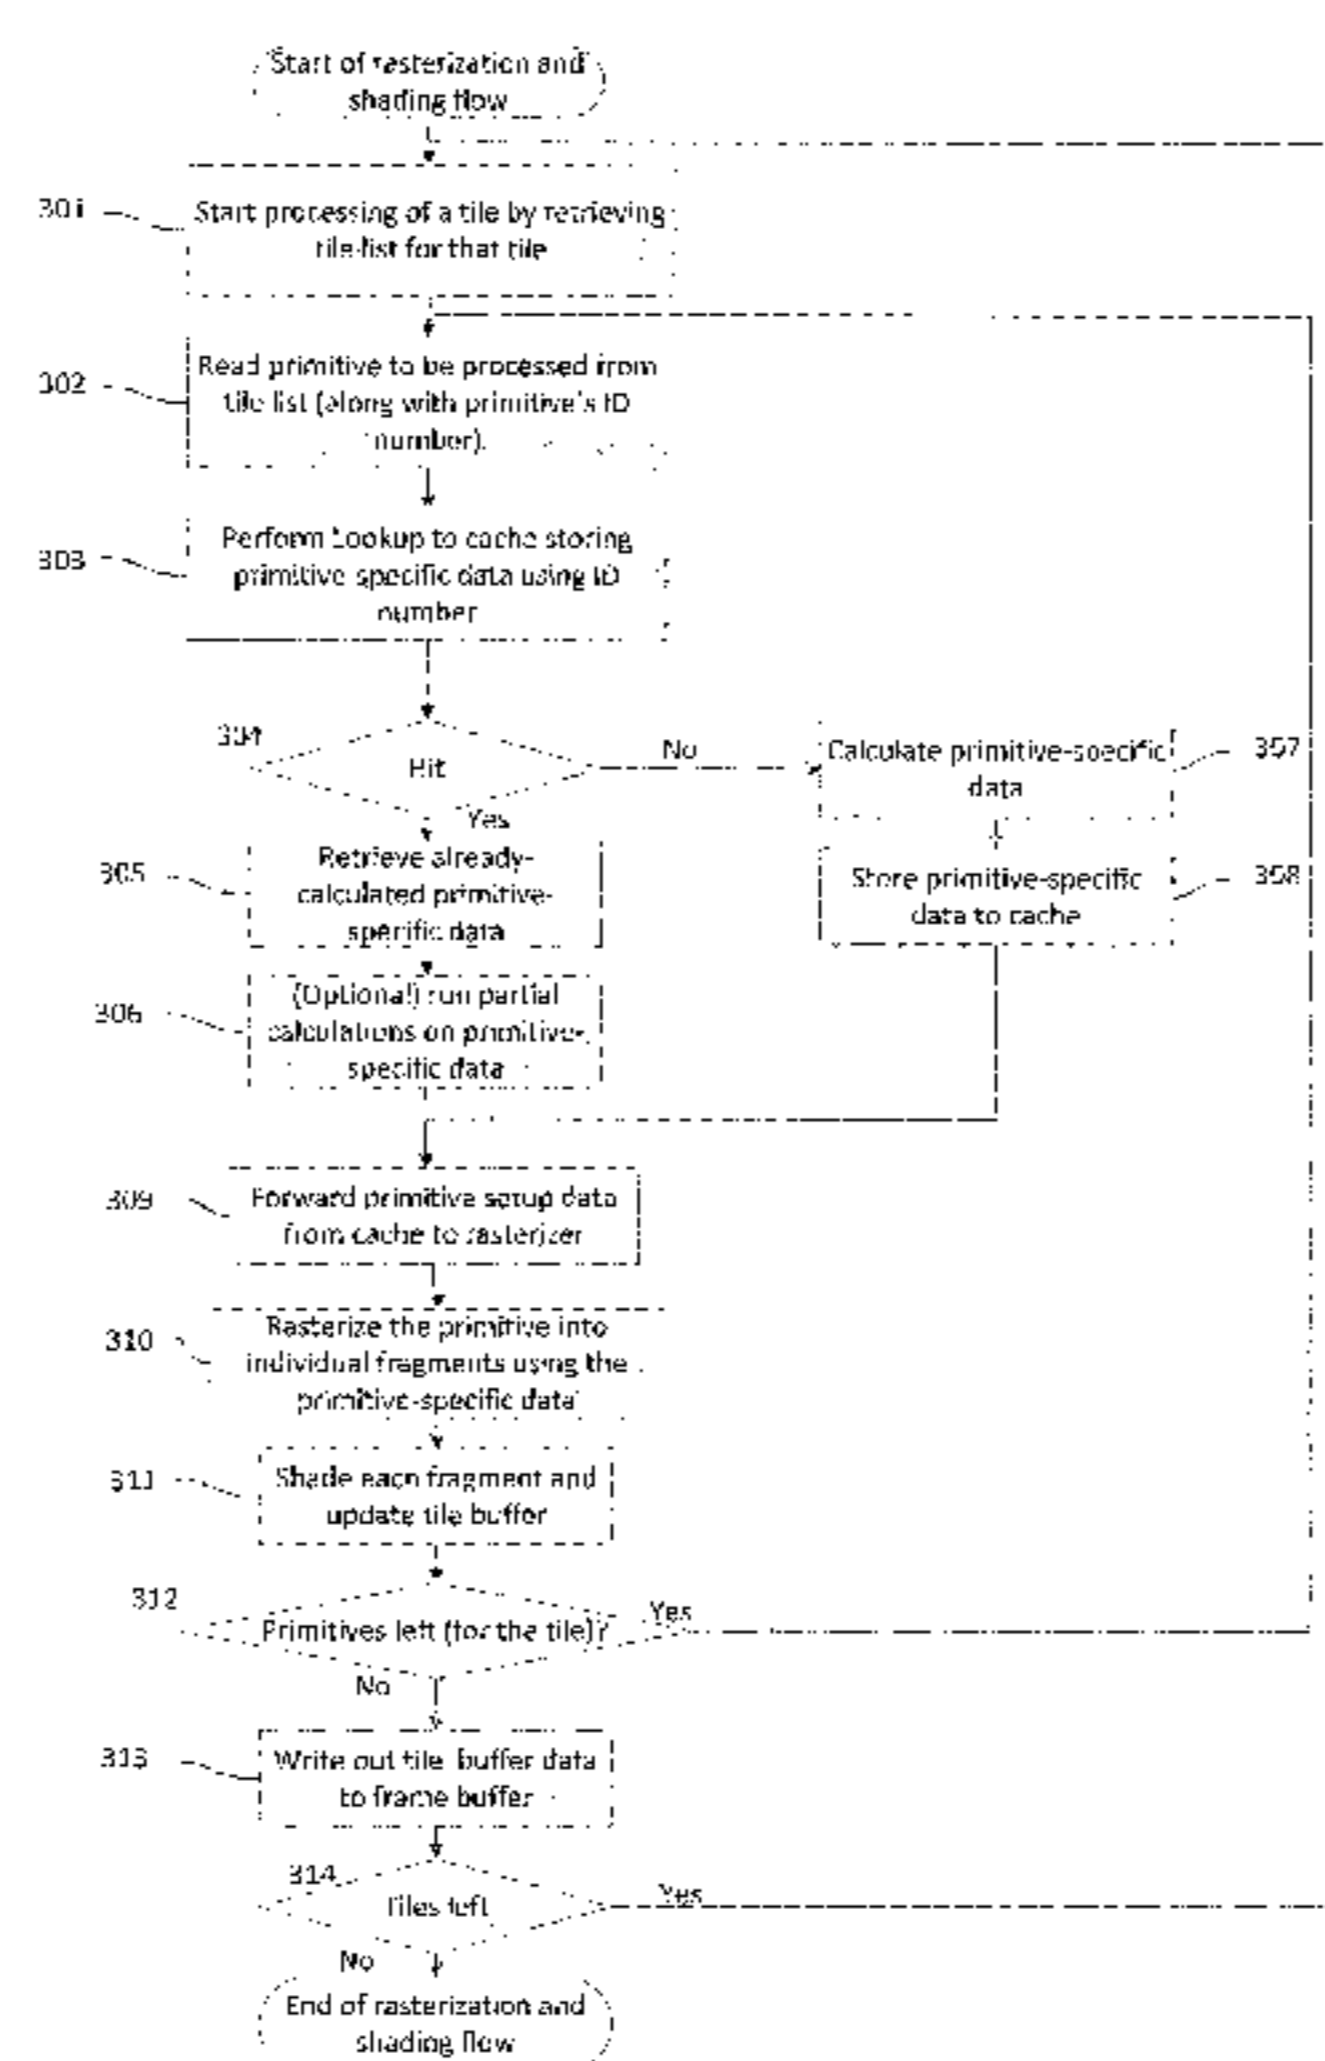 Start of rasterization and
shading flow
301
Start processing of a tile by retrieving
tile-list for that tile
302
Read primitive to be processed from
tile list (along with primitive's ID
number).
303
Perform Lookup to cache storing
primitive-specific data using ID
number
304
Hit
No
Yes
Calculate primitive-specific
data
357
305
Retrieve already-
calculated primitive-
specific data
Store primitive-specific
data to cache
358
306
(Optional) run partial
calculations on primitive-
specific data
309
Forward primitive setup data
from cache to rasterizer
310
Rasterize the primitive into
individual fragments using the
primitive-specific data
311
Shade each fragment and
update tile buffer
312
Primitives left (for the tile)?
Yes
No
313
Write out tile buffer data
to frame buffer
314
Tiles left
Yes
No
End of rasterization and
shading flow